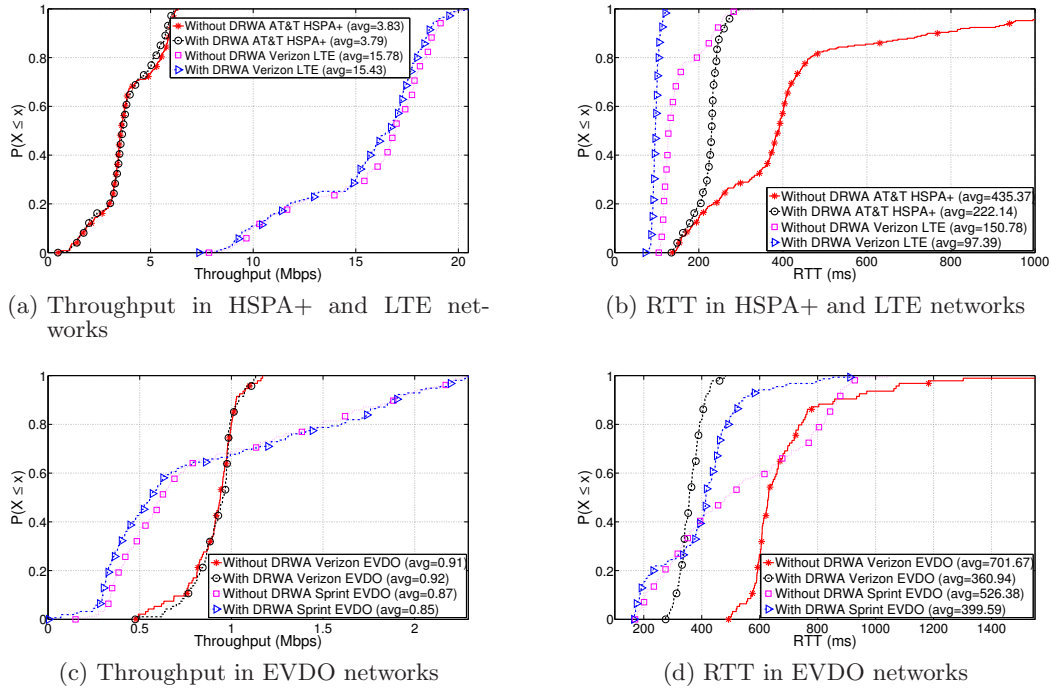 1
0.8
0.6
0.4
0.2
0
P(X ≤ x)
Without DRWA AT&T HSPA+ (avg=3.83)
With DRWA AT&T HSPA+ (avg=3.79)
Without DRWA Verizon LTE (avg=15.78)
With DRWA Verizon LTE (avg=15.43)
0 5 10 15 20
Throughput (Mbps)
(a) Throughput in HSPA+ and LTE net-
works
1
0.8
0.6
0.4
0.2
0
P(X ≤ x)
Without DRWA AT&T HSPA+ (avg=435.37)
With DRWA AT&T HSPA+ (avg=222.14)
Without DRWA Verizon LTE (avg=150.78)
With DRWA Verizon LTE (avg=97.39)
0 200 400 600 800 1000
RTT (ms)
(b) RTT in HSPA+ and LTE networks
1
0.8
0.6
0.4
0.2
0
P(X ≤ x)
Without DRWA Verizon EVDO (avg=0.91)
With DRWA Verizon EVDO (avg=0.92)
Without DRWA Sprint EVDO (avg=0.87)
With DRWA Sprint EVDO (avg=0.85)
0 0.5 1 1.5 2
Throughput (Mbps)
(c) Throughput in EVDO networks
1
0.8
0.6
0.4
0.2
0
P(X ≤ x)
Without DRWA Verizon EVDO (avg=701.67)
With DRWA Verizon EVDO (avg=360.94)
Without DRWA Sprint EVDO (avg=526.38)
With DRWA Sprint EVDO (avg=399.59)
200 400 600 800 1000 1200 1400
RTT (ms)
(d) RTT in EVDO networks